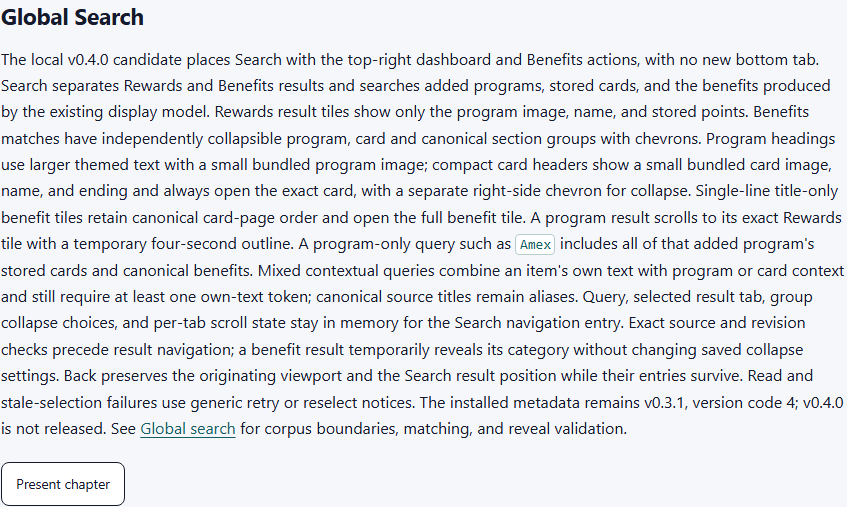 Global Search
The local v0.4.0 candidate places Search with the top-right dashboard and Benefits actions, with no new bottom tab.
Search separates Rewards and Benefits results and searches added programs, stored cards, and the benefits produced
by the existing display model. Rewards result tiles show only the program image, name, and stored points. Benefits
matches have independently collapsible program, card and canonical section groups with chevrons. Program headings
use larger themed text with a small bundled program image; compact card headers show a small bundled card image,
name, and ending and always open the exact card, with a separate right-side chevron for collapse. Single-line title-only
benefit tiles retain canonical card-page order and open the full benefit tile. A program result scrolls to its exact Rewards
tile with a temporary four-second outline. A program-only query such as Amex includes all of that added program's
stored cards and canonical benefits. Mixed contextual queries combine an item's own text with program or card context
and still require at least one own-text token; canonical source titles remain aliases. Query, selected result tab, group
collapse choices, and per-tab scroll state stay in memory for the Search navigation entry. Exact source and revision
checks precede result navigation; a benefit result temporarily reveals its category without changing saved collapse
settings. Back preserves the originating viewport and the Search result position while their entries survive. Read and
stale-selection failures use generic retry or reselect notices. The installed metadata remains v0.3.1, version code 4; v0.4.0
is not released. See Global search for corpus boundaries, matching, and reveal validation.
Present chapter